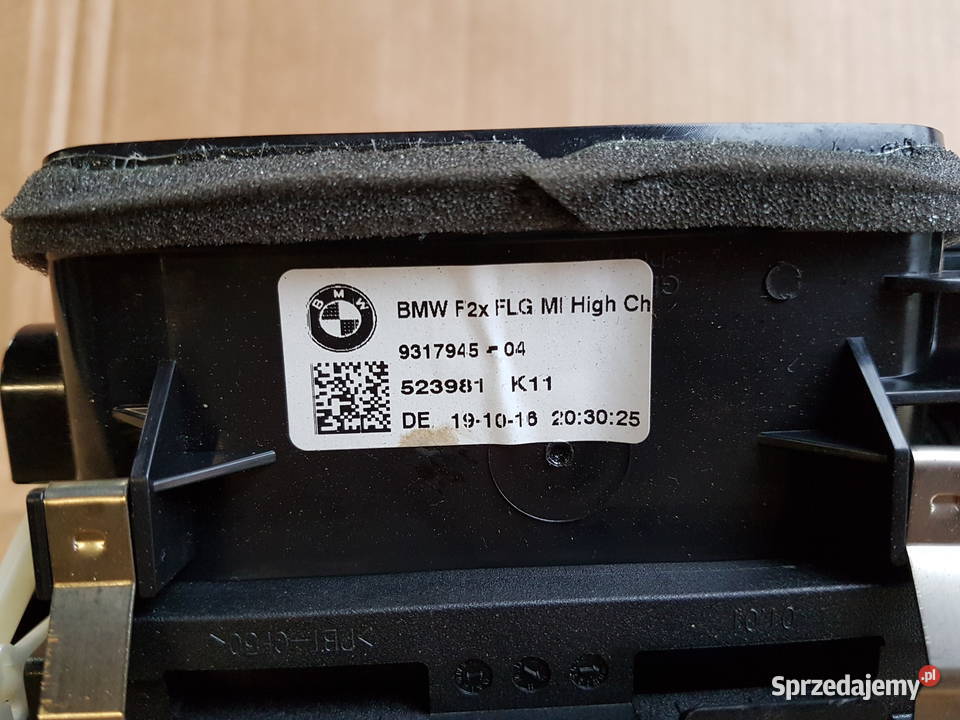 BMW
BMW F2x FLG MI High Ch
9317945 - 04
523981 K11
DE 19-10-16 20:30:25
Sprzedajemy.pl